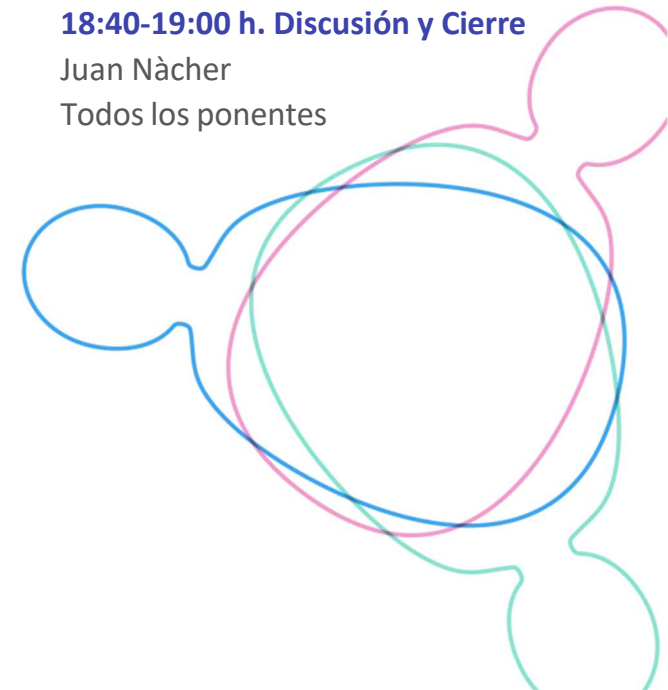 18:40-19:00 h. Discusión y Cierre
Juan Nàcher
Todos los ponentes